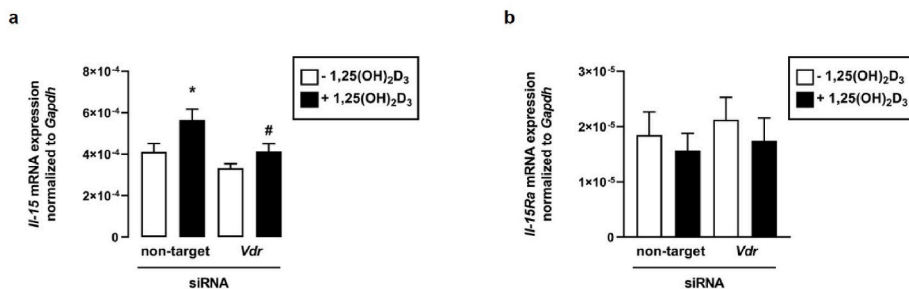 a
Il-15 mRNA expression
normalized to Gapdh
8×10⁻⁴
6×10⁻⁴
4×10⁻⁴
2×10⁻⁴
0
*
#
- 1,25(OH)₂D₃
+ 1,25(OH)₂D₃
non-target Vdr
siRNA
b
Il-15Ra mRNA expression
normalized to Gapdh
3×10⁻⁵
2×10⁻⁵
1×10⁻⁵
0
- 1,25(OH)₂D₃
+ 1,25(OH)₂D₃
non-target Vdr
siRNA